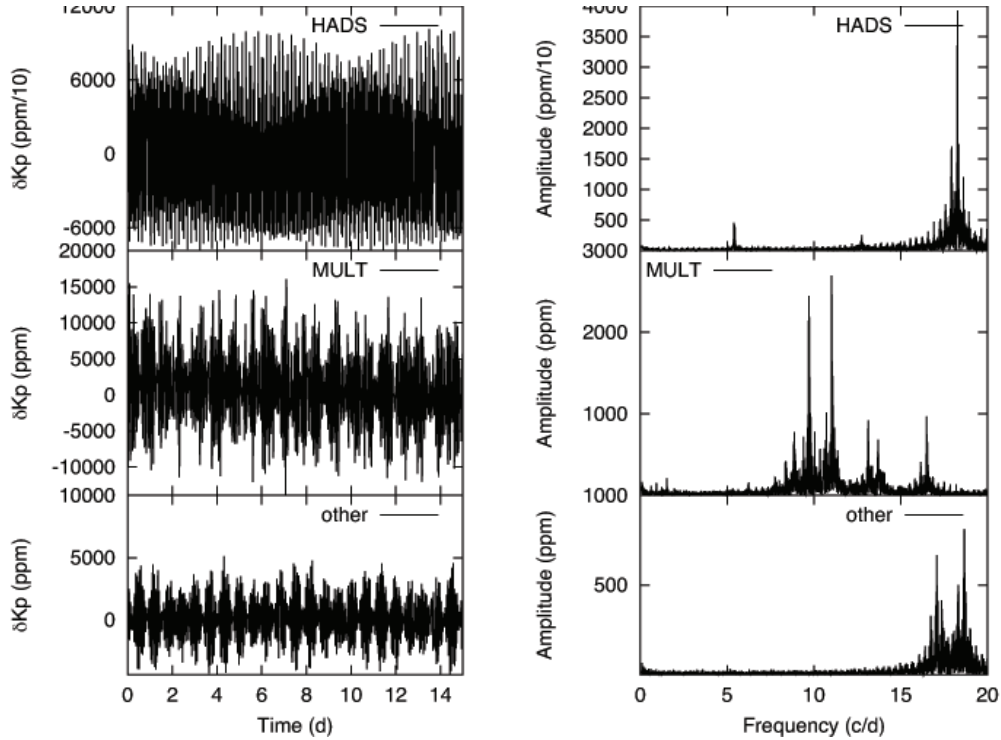 12000
HADS
6000
0
-6000
δKp (ppm/10)
20000
MULT
15000
10000
5000
0
-5000
-10000
δKp (ppm)
10000
other
5000
0
δKp (ppm)
0 2 4 6 8 10 12 14
Time (d)
4000
HADS
3500
3000
2500
2000
4000
1000
500
Amplitude (ppm/10)
3000
MULT
2000
1000
Amplitude (ppm)
1000
other
500
Amplitude (ppm)
0 5 10 15 20
Frequency (c/d)